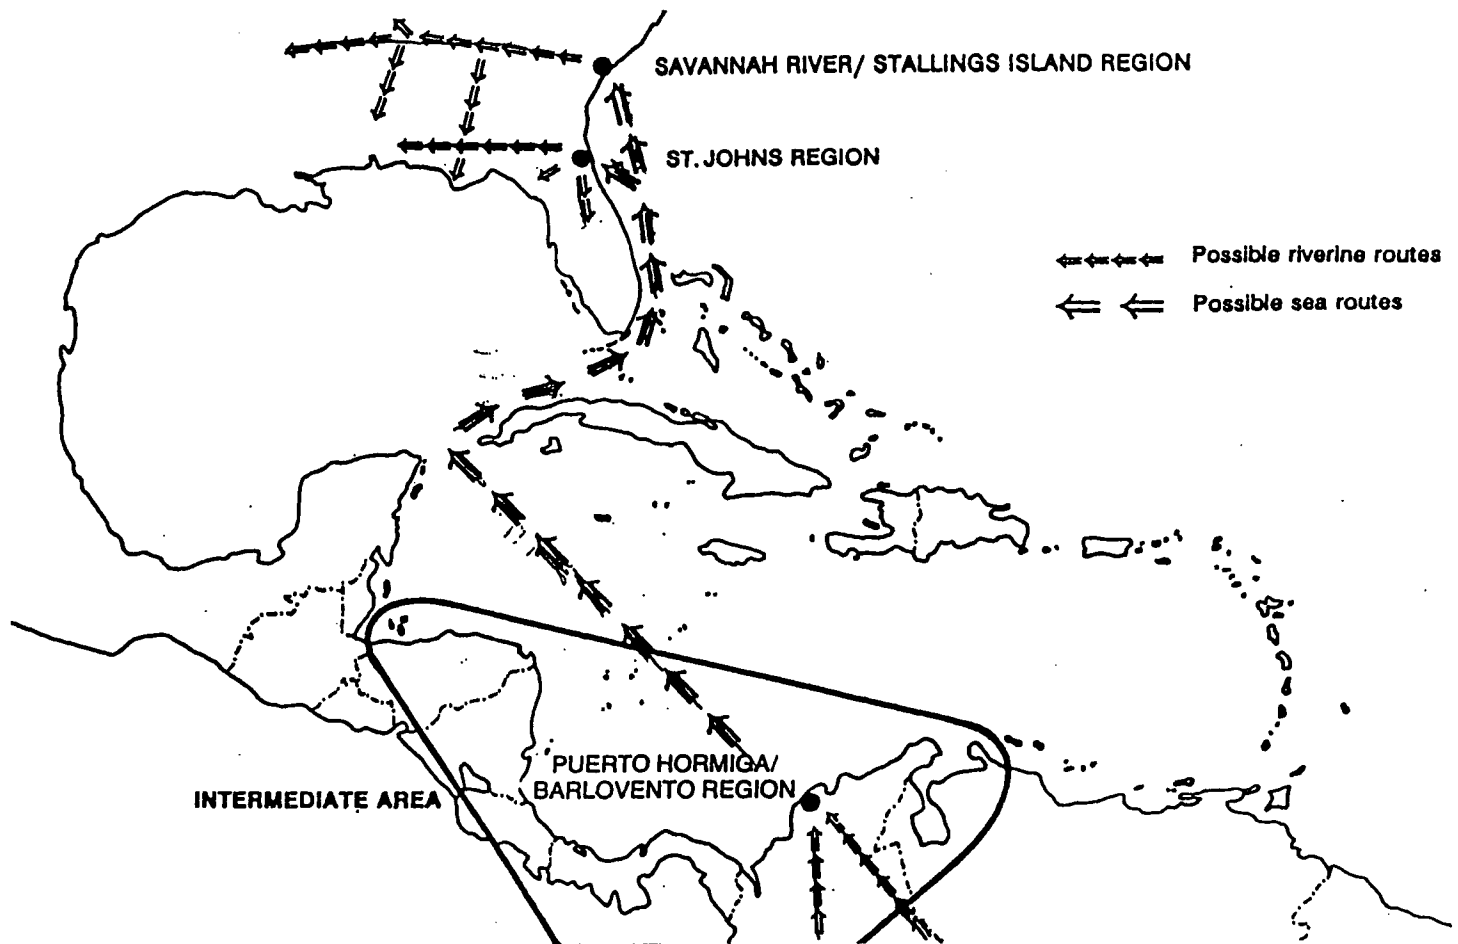 SAVANNAH RIVER/ STALLINGS ISLAND REGION
ST. JOHNS REGION
Possible riverine routes
Possible sea routes
PUERTO HORMIGA/
BARLOVENTO REGION
INTERMEDIATE AREA